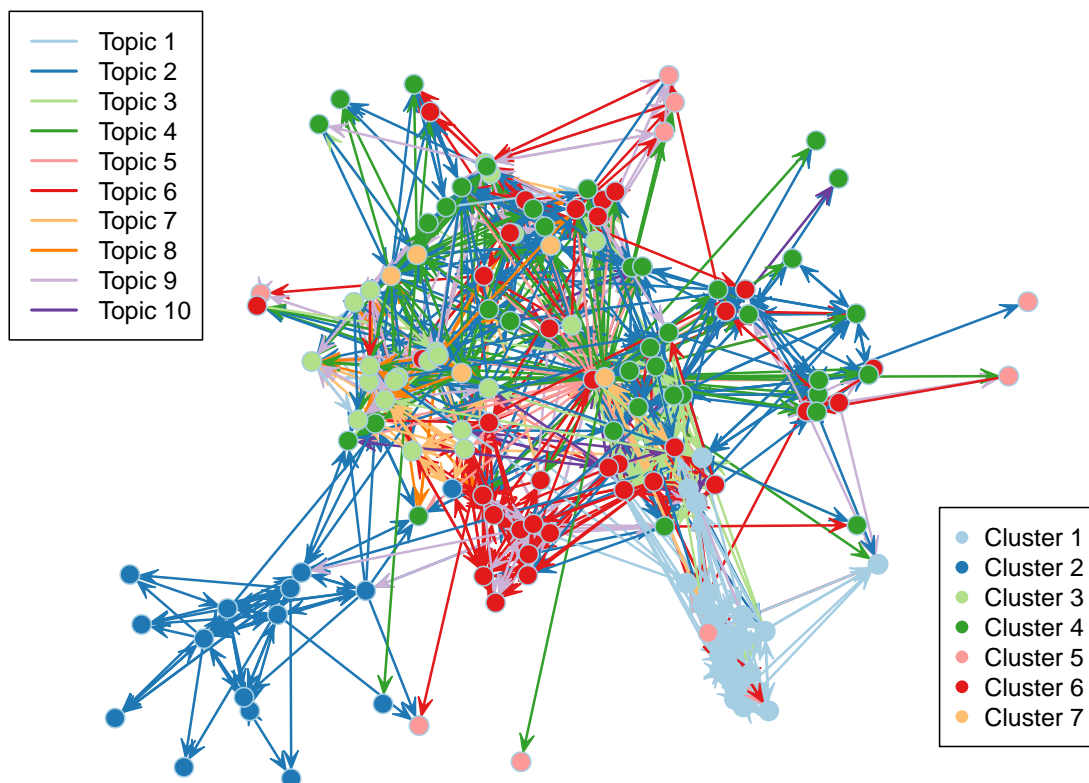 Topic 1
Topic 2
Topic 3
Topic 4
Topic 5
Topic 6
Topic 7
Topic 8
Topic 9
Topic 10
Cluster 1
Cluster 2
Cluster 3
Cluster 4
Cluster 5
Cluster 6
Cluster 7